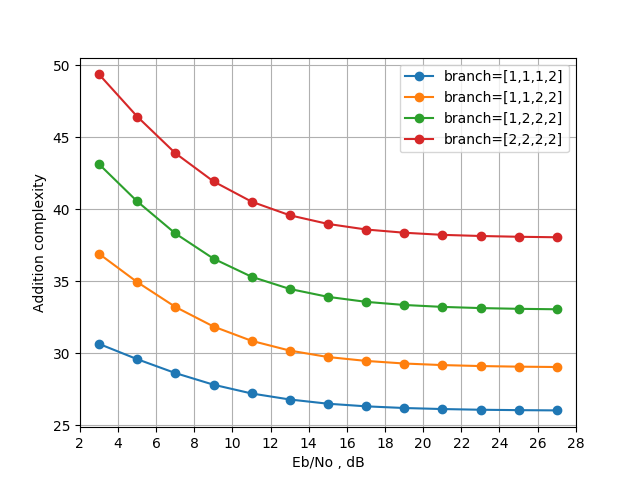 50
45
40
35
30
25
Addition complexity
branch=[1,1,1,2]
branch=[1,1,2,2]
branch=[1,2,2,2]
branch=[2,2,2,2]
2 4 6 8 10 12 14 16 18 20 22 24 26 28
Eb/No , dB